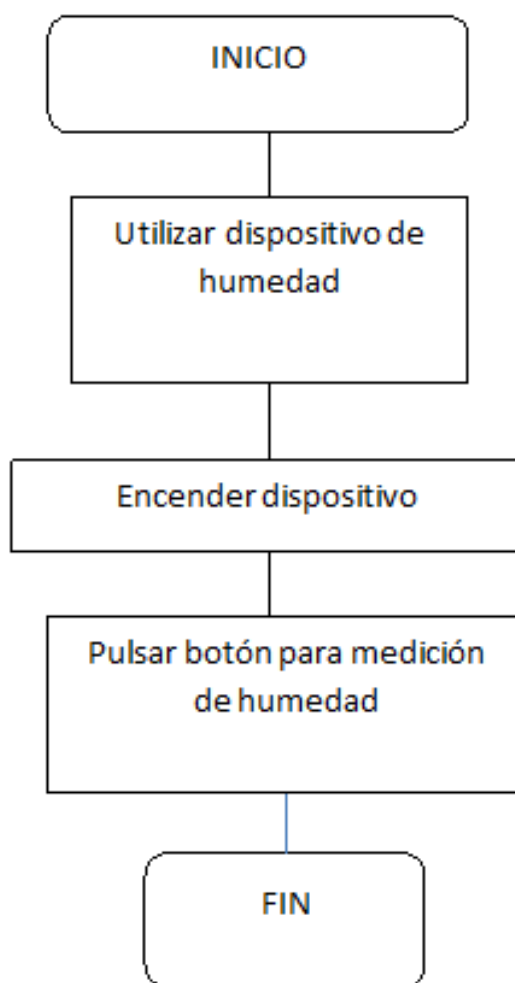 INICIO
Utilizar dispositivo de
humedad
Encender dispositivo
Pulsar botón para medición
de humedad
FIN